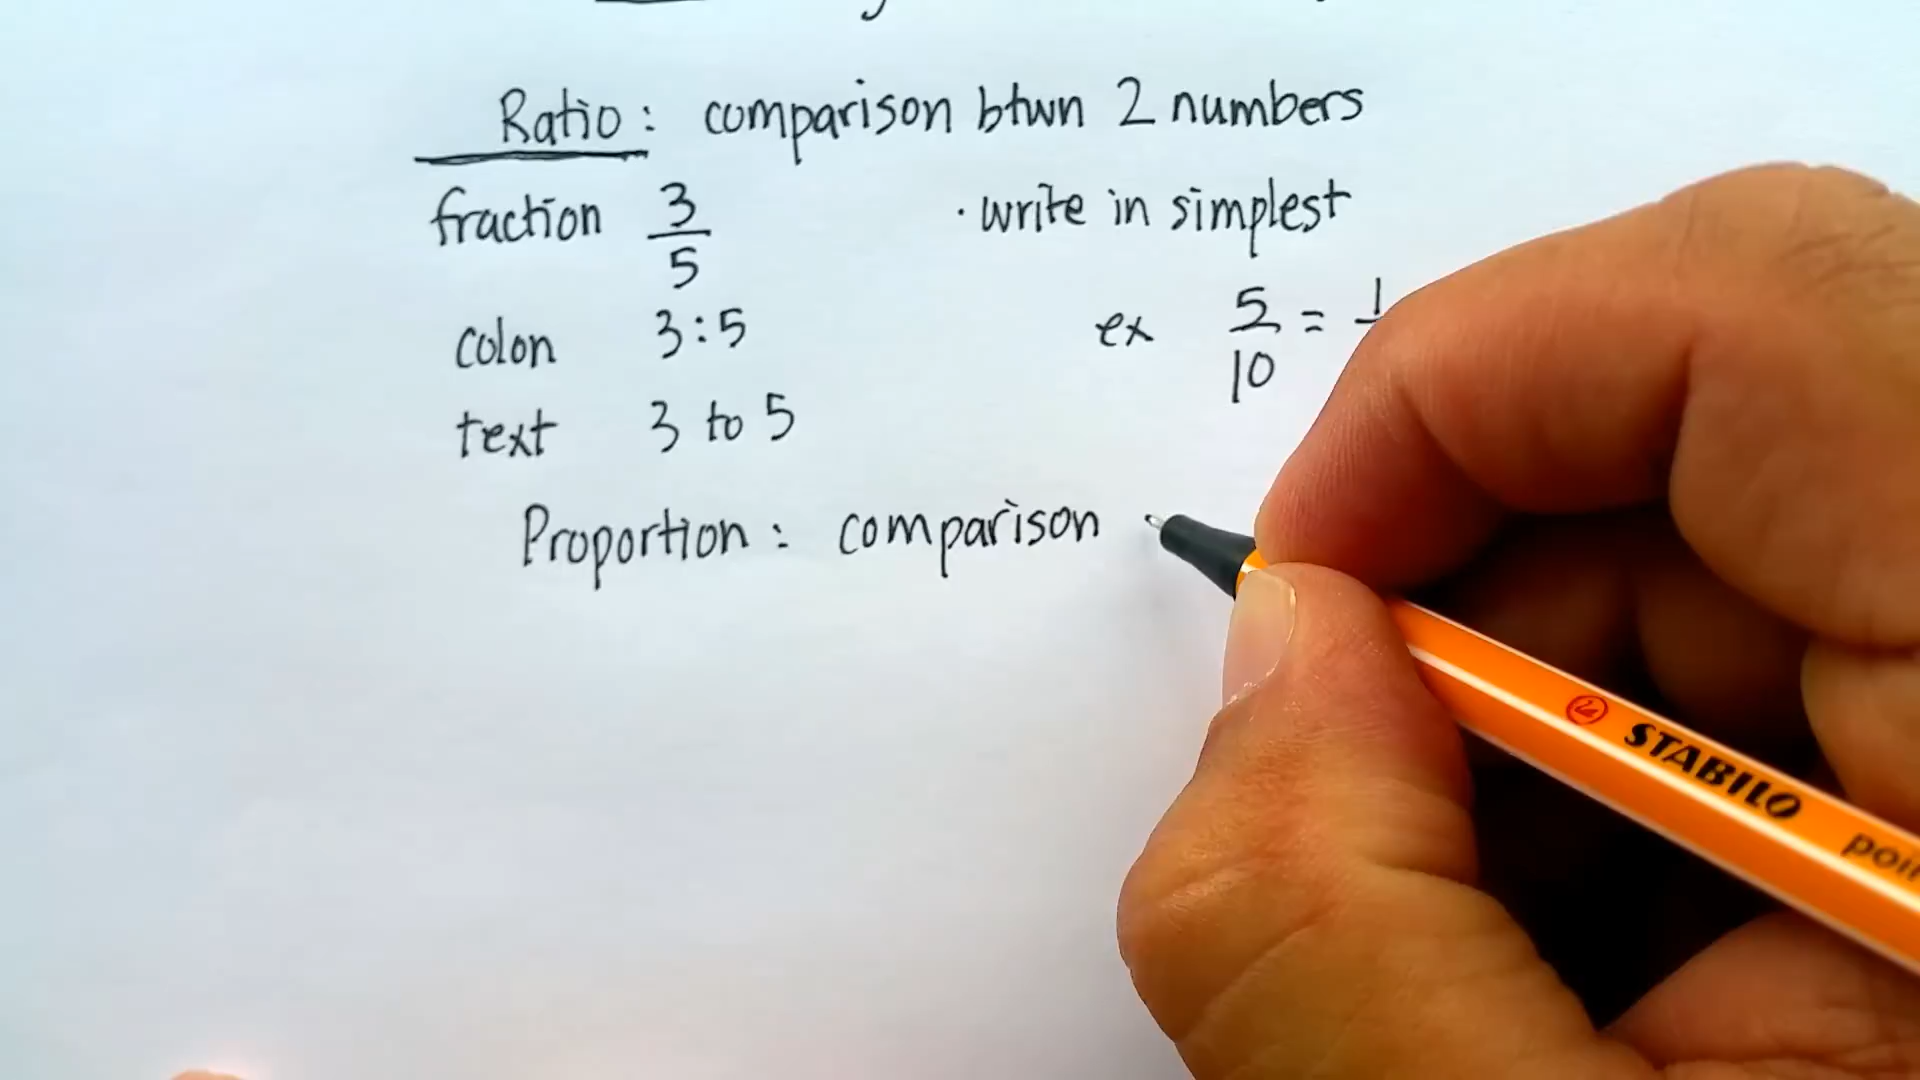 Ratio: comparison btwn 2 numbers
fraction 3/5
· write in simplest
colon 3:5
ex 5/10 = 1
text 3 to 5
Proportion: comparison
STABILO